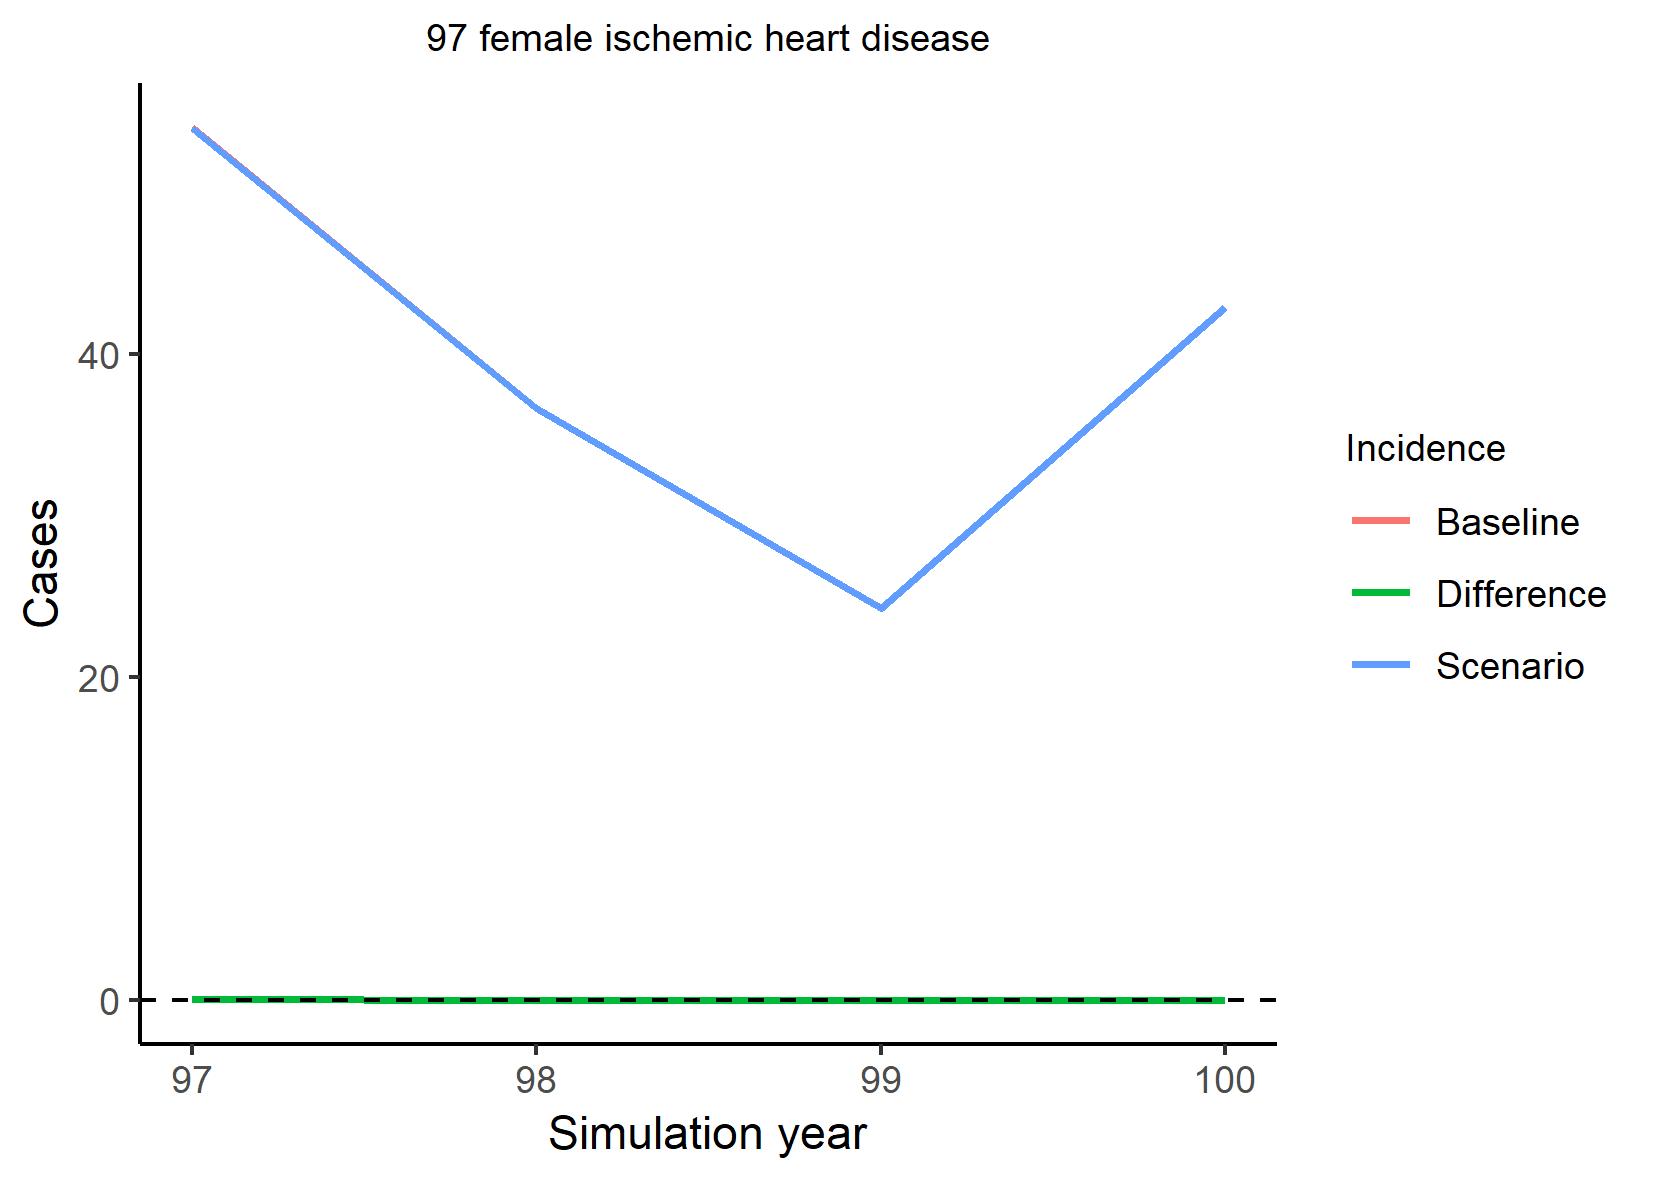 97 female ischemic heart disease
Cases
40
20
0
97 98 99 100
Simulation year
Incidence
Baseline
Difference
Scenario